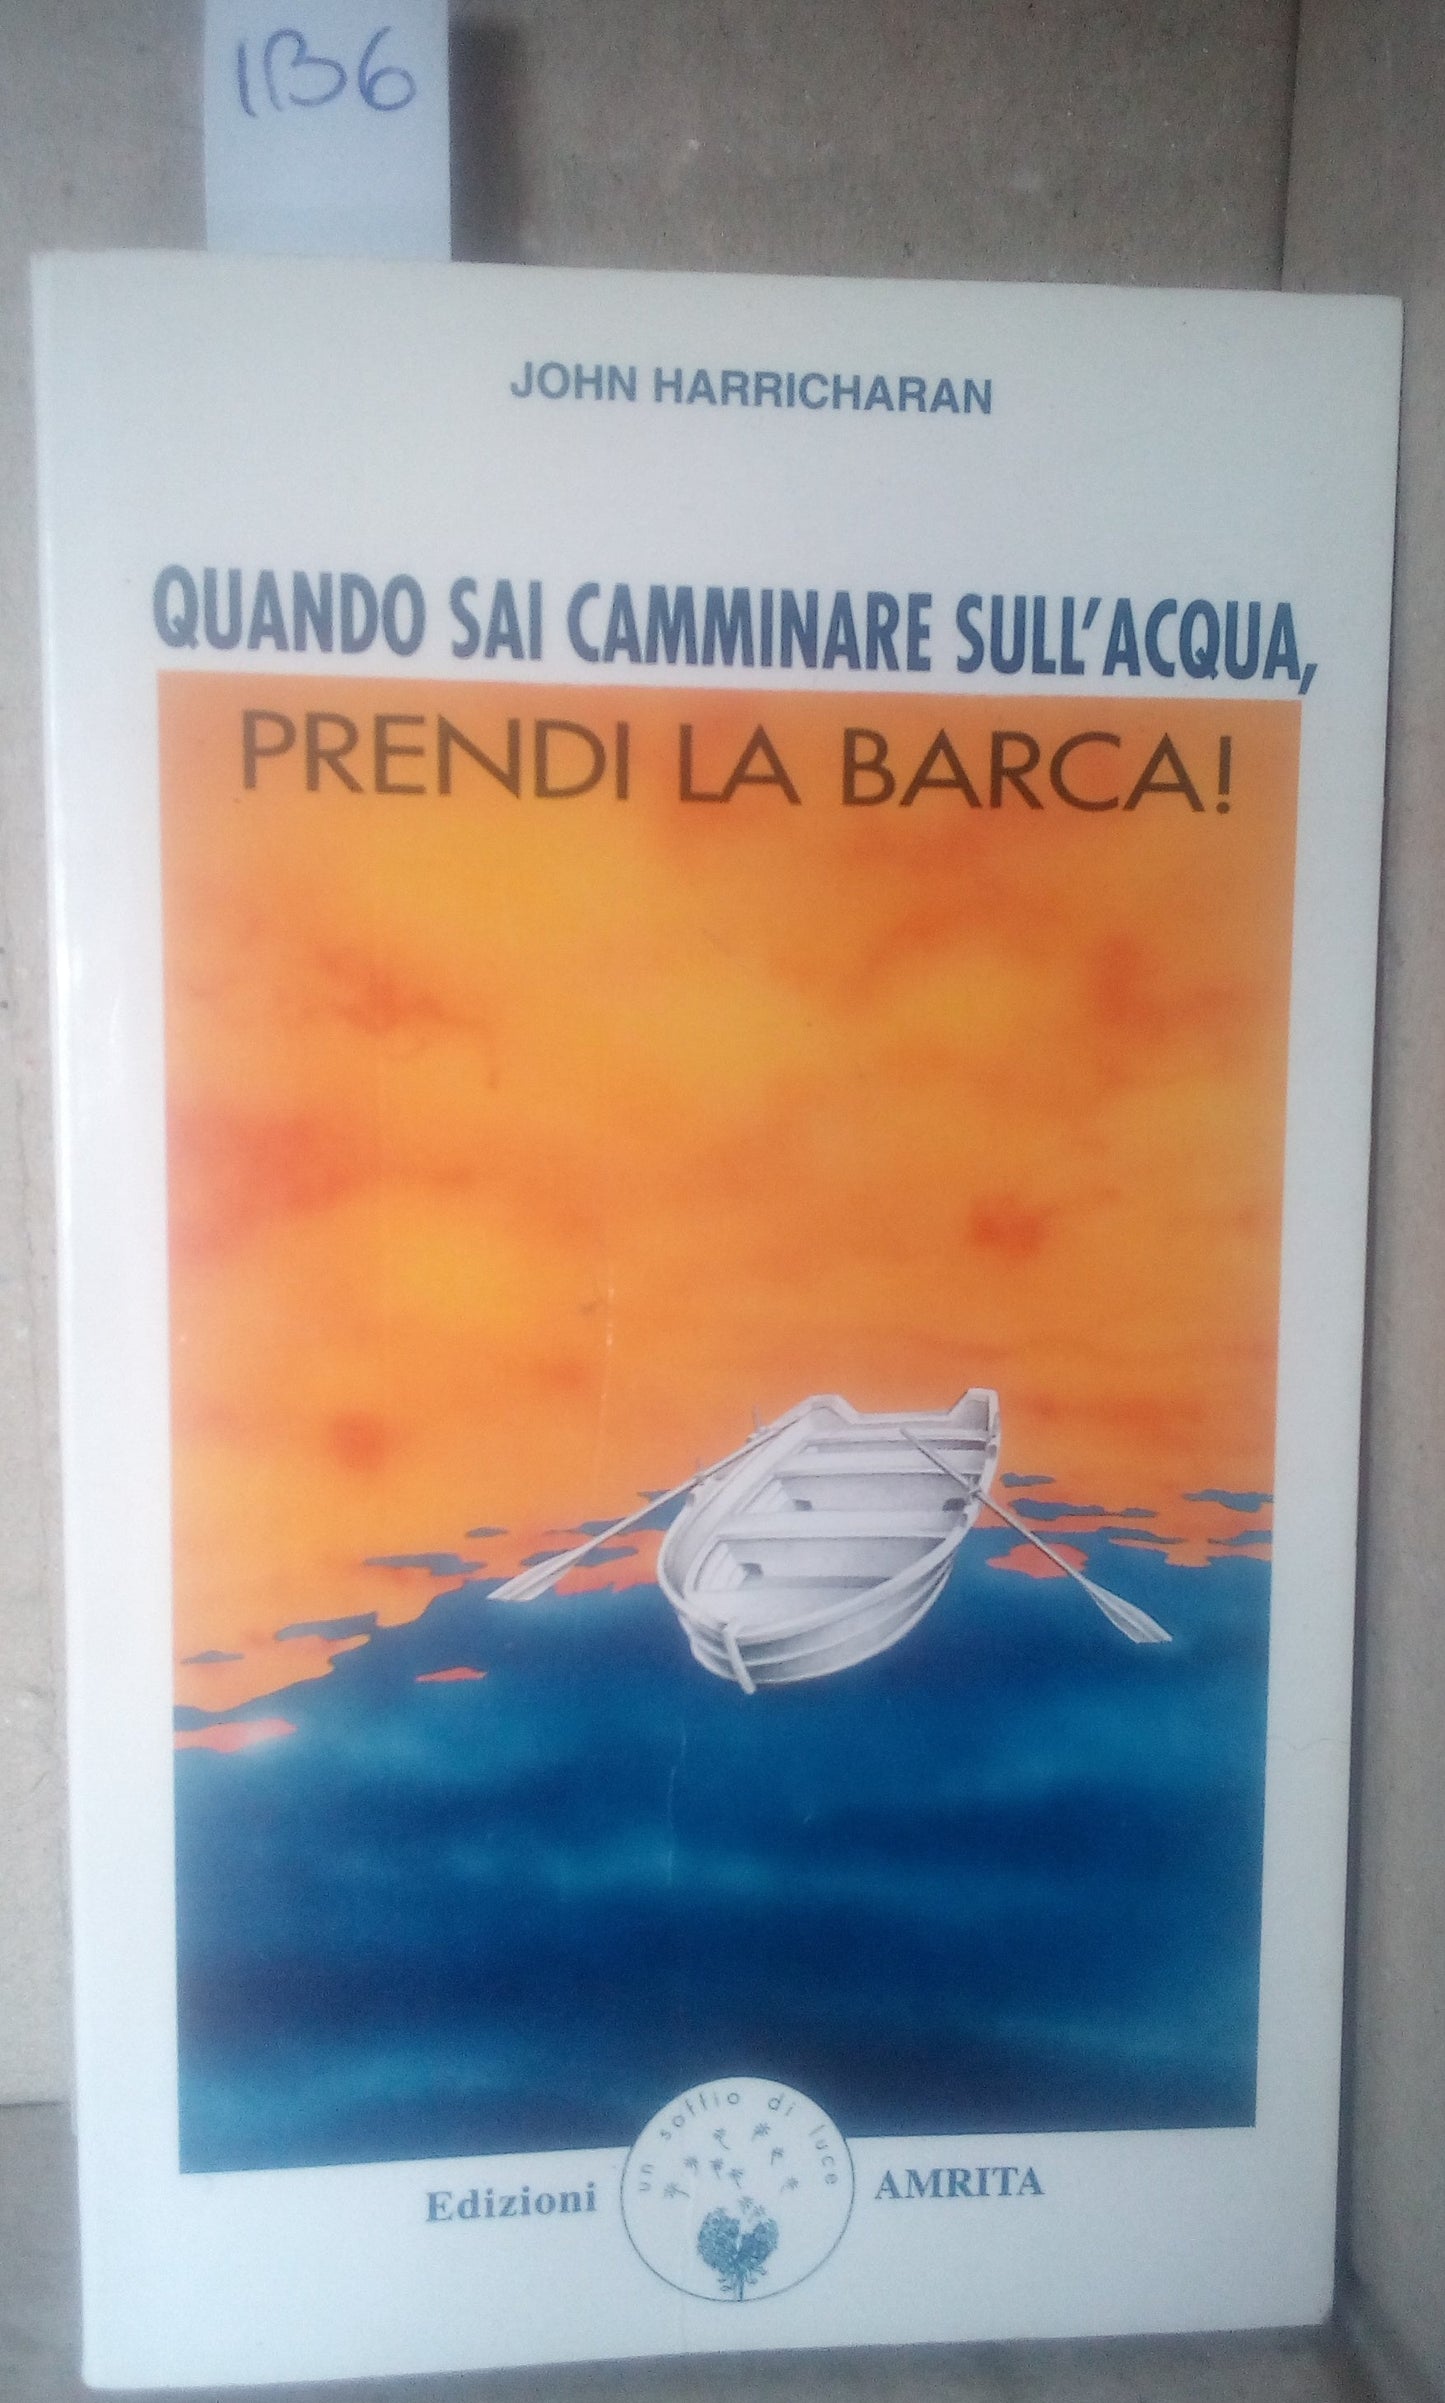 1B6
JOHN HARRICHARAN
QUANDO SAI CAMMINARE SULL'ACQUA,
PRENDI LA BARCA!
un soffio di luce
Edizioni AMRITA